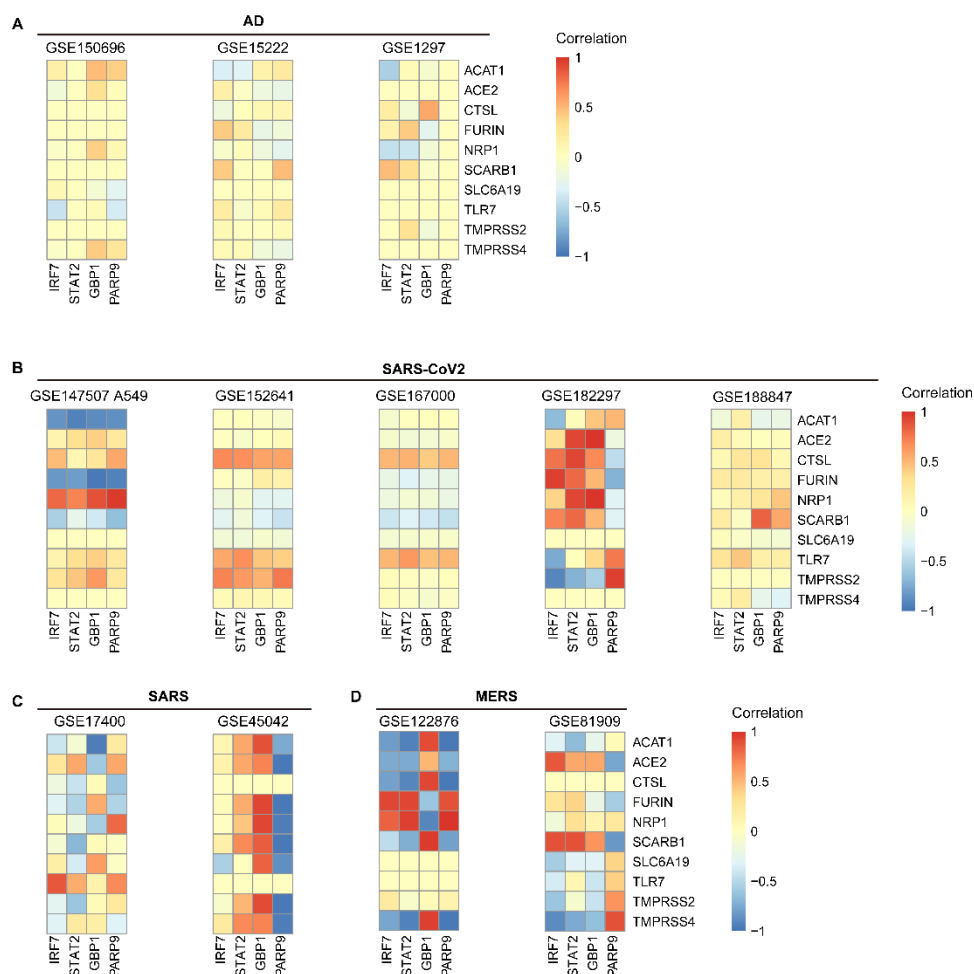 A
AD
GSE150696 GSE15222 GSE1297
Correlation
1
0.5
0
−0.5
−1
ACAT1
ACE2
CTSL
FURIN
NRP1
SCARB1
SLC6A19
TLR7
TMPRSS2
TMPRSS4
IRF7 STAT2 GBP1 PARP9 IRF7 STAT2 GBP1 PARP9 IRF7 STAT2 GBP1 PARP9
B
SARS-CoV2
GSE147507 A549 GSE152641 GSE167000 GSE182297 GSE188847
Correlation
1
0.5
0
−0.5
−1
ACAT1
ACE2
CTSL
FURIN
NRP1
SCARB1
SLC6A19
TLR7
TMPRSS2
TMPRSS4
IRF7 STAT2 GBP1 PARP9 IRF7 STAT2 GBP1 PARP9 IRF7 STAT2 GBP1 PARP9 IRF7 STAT2 GBP1 PARP9 IRF7 STAT2 GBP1 PARP9
C
SARS
GSE17400 GSE45042
D
MERS
GSE122876 GSE81909
Correlation
1
0.5
0
−0.5
−1
ACAT1
ACE2
CTSL
FURIN
NRP1
SCARB1
SLC6A19
TLR7
TMPRSS2
TMPRSS4
IRF7 STAT2 GBP1 PARP9 IRF7 STAT2 GBP1 PARP9 IRF7 STAT2 GBP1 PARP9 IRF7 STAT2 GBP1 PARP9